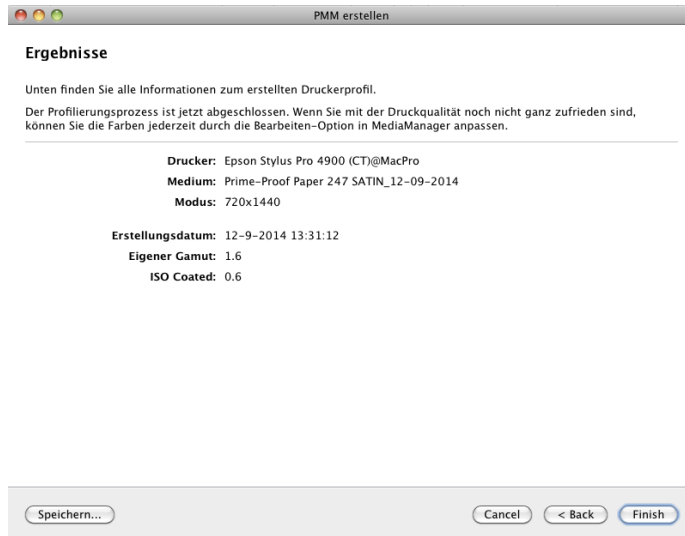 PMM erstellen
Ergebnisse
Unten finden Sie alle Informationen zum erstellten Druckerprofil.
Der Profilierungsprozess ist jetzt abgeschlossen. Wenn Sie mit der Druckqualität noch nicht ganz zufrieden sind,
können Sie die Farben jederzeit durch die Bearbeiten-Option in MediaManager anpassen.
Drucker: Epson Stylus Pro 4900 (CT)@MacPro
Medium: Prime-Proof Paper 247 SATIN_12-09-2014
Modus: 720x1440
Erstellungsdatum: 12-9-2014 13:31:12
Eigener Gamut: 1.6
ISO Coated: 0.6
Speichern... Cancel < Back Finish